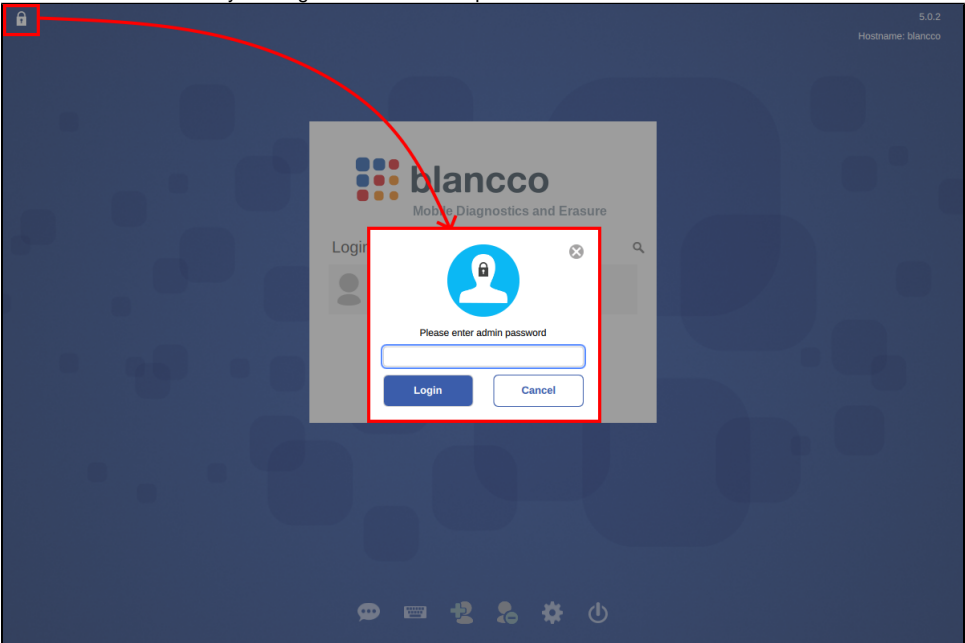 5.0.2
Hostname: blancco
blancco
Mobile Diagnostics and Erasure
Login
Please enter admin password
Login
Cancel